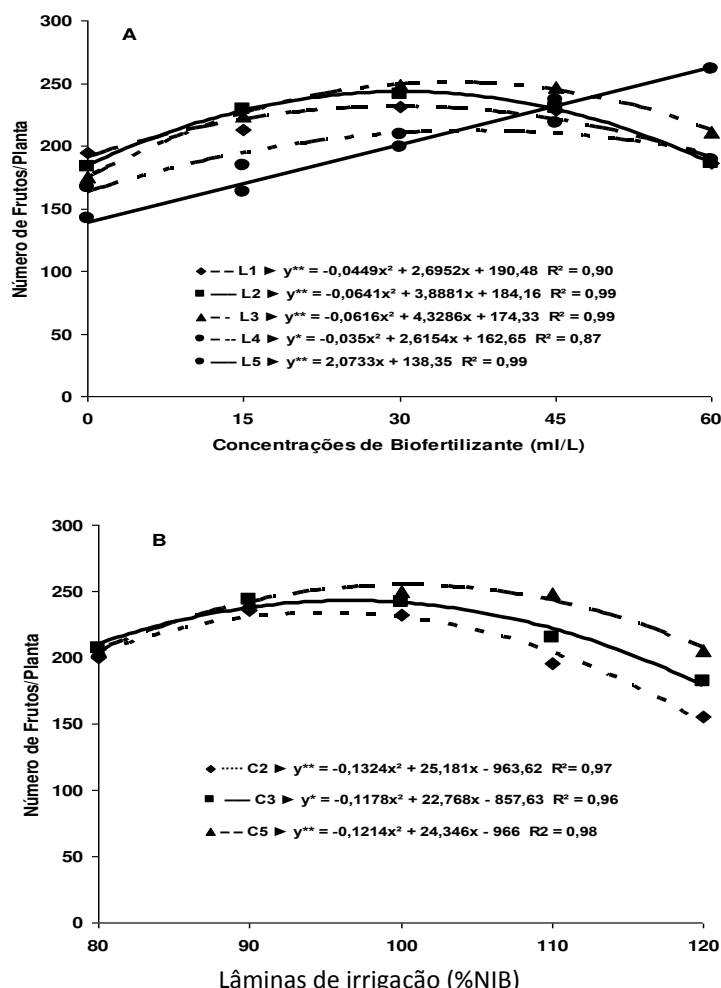 A
Número de Frutos/Planta
300
250
200
150
100
50
0
L1 ► y** = -0,0449x² + 2,6952x + 190,48 R² = 0,90
L2 ► y** = -0,0641x² + 3,8881x + 184,16 R² = 0,99
L3 ► y** = -0,0616x² + 4,3286x + 174,33 R² = 0,99
L4 ► y* = -0,035x² + 2,6154x + 162,65 R² = 0,87
L5 ► y** = 2,0733x + 138,35 R² = 0,99
0 15 30 45 60
Concentrações de Biofertilizante (ml/L)
B
Número de Frutos/Planta
300
250
200
150
100
50
0
C2 ► y** = -0,1324x² + 25,181x - 963,62 R²= 0,97
C3 ► y* = -0,1178x² + 22,768x - 857,63 R² = 0,96
C5 ► y** = -0,1214x² + 24,346x - 966 R2 = 0,98
80 90 100 110 120
Lâminas de irrigação (%NIB)